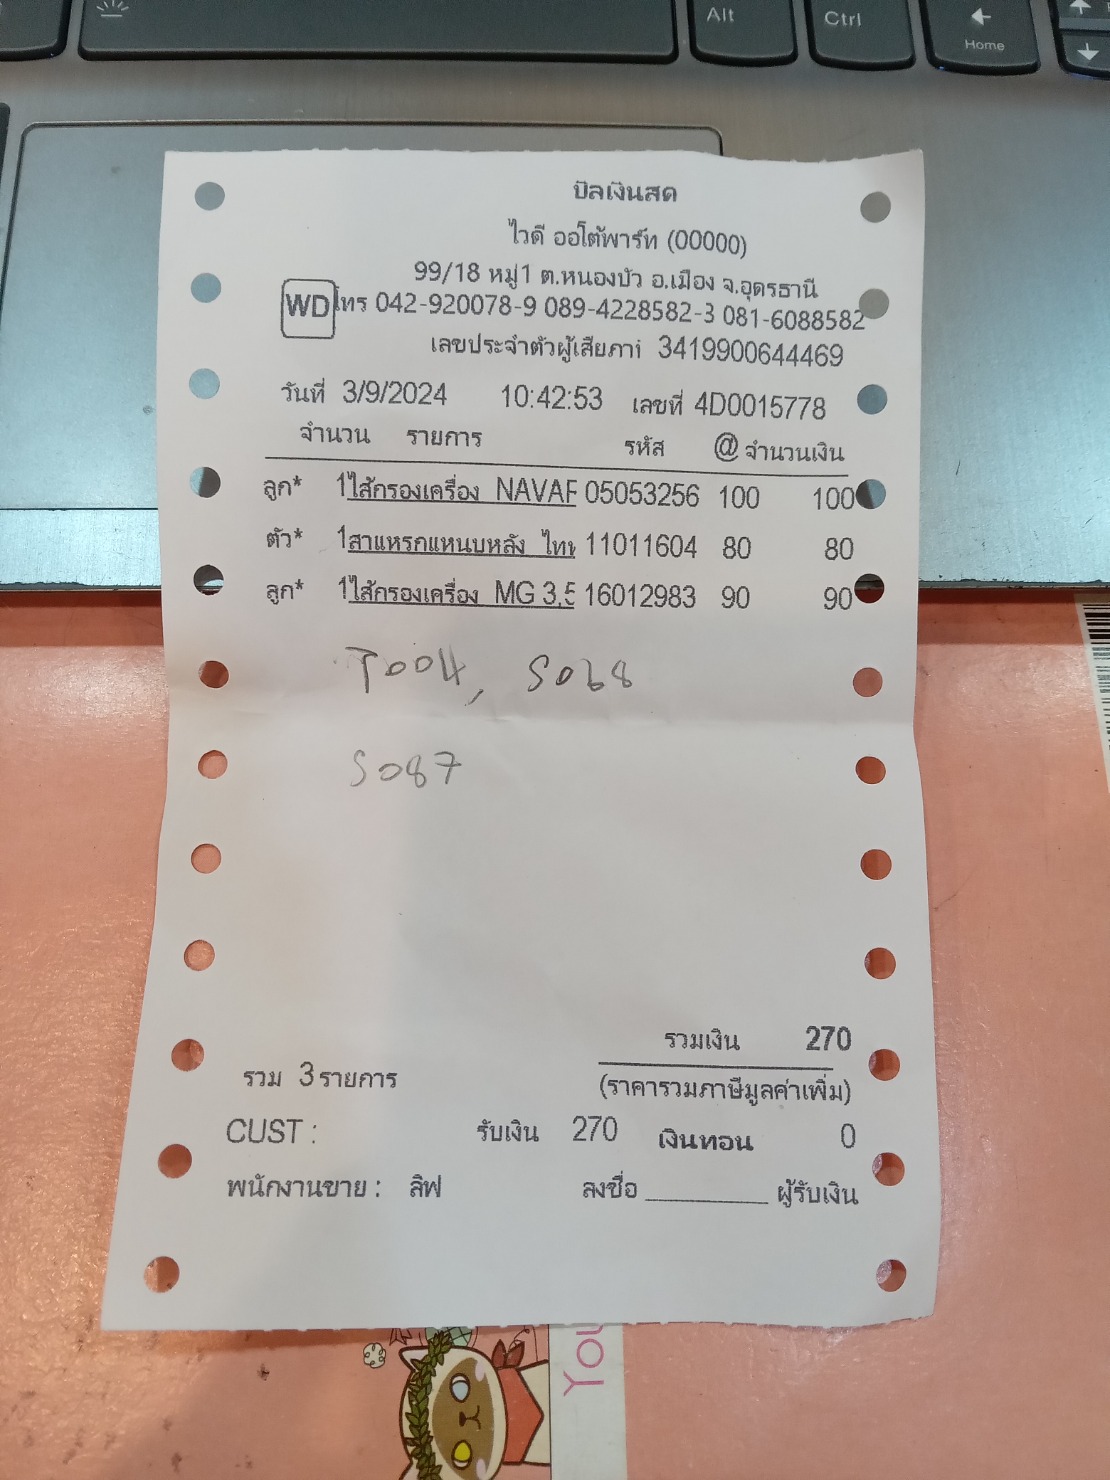 Alt
Ctrl
Home
บิลเงินสด
ไวดี ออโต้พาร์ท (00000)
99/18 หมู่1 ต.หนองบัว อ.เมือง จ.อุดรธานี
WD โทร 042-920078-9 089-4228582-3 081-6088582
เลขประจำตัวผู้เสียภาษี 3419900644469
วันที่ 3/9/2024 10:42:53 เลขที่ 4D0015778
จำนวน รายการ รหัส @ จำนวนเงิน
ลูก* 1 ไส้กรองเครื่อง NAVAF 05053256 100 100
ตัว* 1 สาแหรกแหนบหลัง ไท 11011604 80 80
ลูก* 1 ไส้กรองเครื่อง MG 3,5 16012983 90 90
T004, S068
S087
รวมเงิน 270
รวม 3 รายการ (ราคารวมภาษีมูลค่าเพิ่ม)
CUST : รับเงิน 270 เงินทอน 0
พนักงานขาย : ลิฟ ลงชื่อ ผู้รับเงิน
You